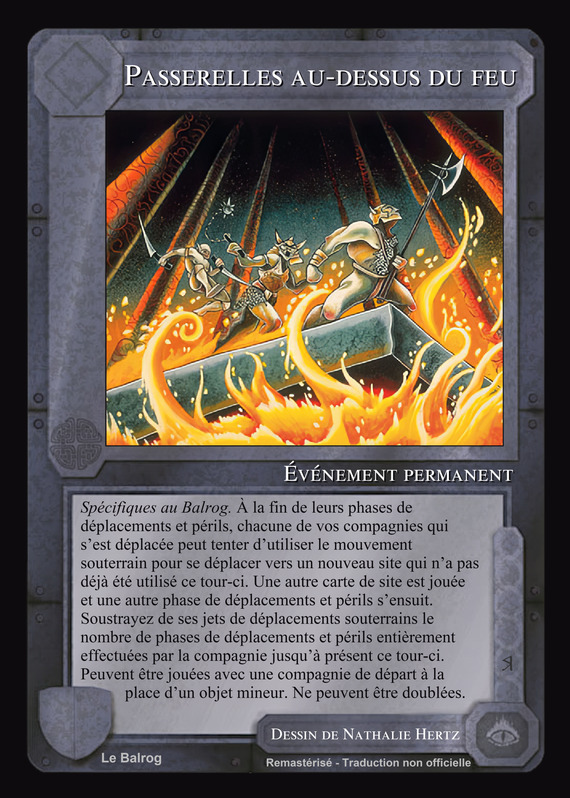 Passerelles au-dessus du feu
Événement permanent
Spécifiques au Balrog. À la fin de leurs phases de
déplacements et périls, chacune de vos compagnies qui
s'est déplacée peut tenter d'utiliser le mouvement
souterrain pour se déplacer vers un nouveau site qui n'a pas
déjà été utilisé ce tour-ci. Une autre carte de site est jouée
et une autre phase de déplacements et périls s'ensuit.
Soustrayez de ses jets de déplacements souterrains le
nombre de phases de déplacements et périls entièrement
effectuées par la compagnie jusqu'à présent ce tour-ci.
Peuvent être jouées avec une compagnie de départ à la
place d'un objet mineur. Ne peuvent être doublées.
Dessin de Nathalie Hertz
Le Balrog
Remastérisé - Traduction non officielle